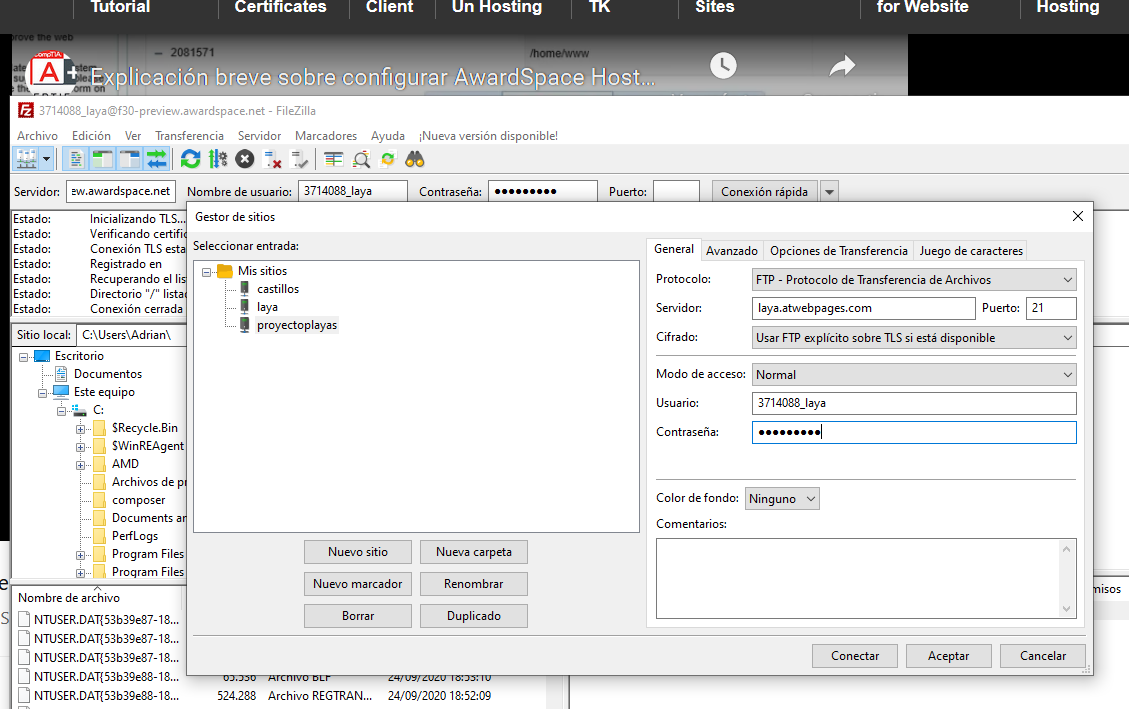 Tutorial Certificates Client Un Hosting TK Sites for Website Hosting
prove the web
— 2081571 /home/www
CompTIA
A+ Explicación breve sobre configurar AwardSpace Host...
3714088_laya@f30-preview.awardspace.net - FileZilla
Archivo Edición Ver Transferencia Servidor Marcadores Ayuda ¡Nueva versión disponible!
Servidor: ew.awardspace.net Nombre de usuario: 3714088_laya Contraseña: ●●●●●●●●● Puerto: Conexión rápida
Estado: Inicializando TLS...
Estado: Verificando certific
Estado: Conexión TLS esta
Estado: Registrado en
Estado: Recuperando el lis
Estado: Directorio "/" lista
Estado: Conexión cerrada
Sitio local: C:\Users\Adrian\
Escritorio
Documentos
Este equipo
C:
$Recycle.Bin
$WinREAgent
AMD
Archivos de pr
composer
Documents an
PerfLogs
Program Files
Program Files
Nombre de archivo
NTUSER.DAT{53b39e87-18...
NTUSER.DAT{53b39e87-18...
NTUSER.DAT{53b39e87-18...
NTUSER.DAT{53b39e88-18... 65.536 Archivo BLF 24/09/2020 18:53:10
NTUSER.DAT{53b39e88-18... 524.288 Archivo REGTRAN... 24/09/2020 18:52:09
misos
Gestor de sitios
Seleccionar entrada:
Mis sitios
castillos
laya
proyectoplayas
Nuevo sitio Nueva carpeta
Nuevo marcador Renombrar
Borrar Duplicado
General Avanzado Opciones de Transferencia Juego de caracteres
Protocolo: FTP - Protocolo de Transferencia de Archivos
Servidor: laya.atwebpages.com Puerto: 21
Cifrado: Usar FTP explícito sobre TLS si está disponible
Modo de acceso: Normal
Usuario: 3714088_laya
Contraseña: ●●●●●●●●●
Color de fondo: Ninguno
Comentarios:
Conectar Aceptar Cancelar